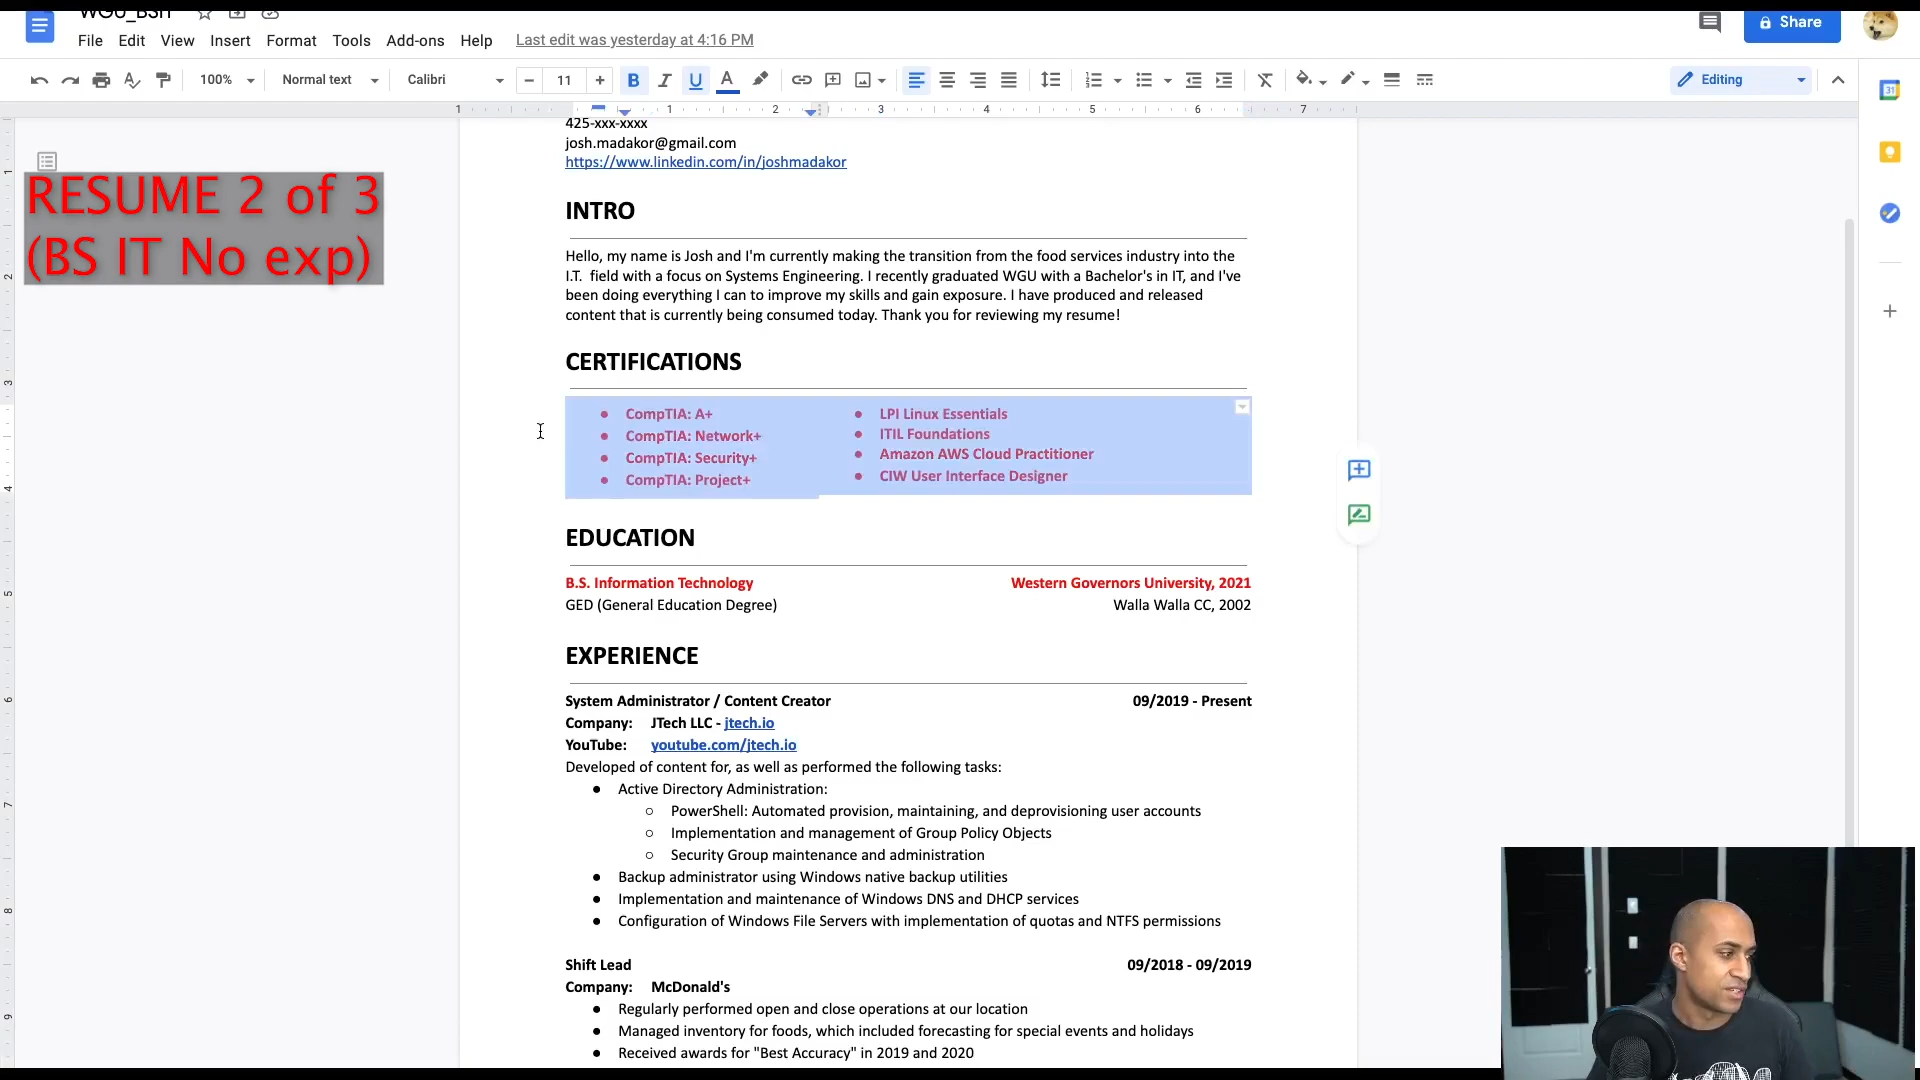 WGU_BSIT
File Edit View Insert Format Tools Add-ons Help Last edit was yesterday at 4:16 PM
Share
100% Normal text Calibri 11 B I U A Editing
31
1 1 2 3 4 5 6 7
RESUME 2 of 3
(BS IT No exp)
425-xxx-xxxx
josh.madakor@gmail.com
https://www.linkedin.com/in/joshmadakor
INTRO
Hello, my name is Josh and I'm currently making the transition from the food services industry into the
I.T. field with a focus on Systems Engineering. I recently graduated WGU with a Bachelor's in IT, and I've
been doing everything I can to improve my skills and gain exposure. I have produced and released
content that is currently being consumed today. Thank you for reviewing my resume!
CERTIFICATIONS
● CompTIA: A+ ● LPI Linux Essentials
● CompTIA: Network+ ● ITIL Foundations
● CompTIA: Security+ ● Amazon AWS Cloud Practitioner
● CompTIA: Project+ ● CIW User Interface Designer
EDUCATION
B.S. Information Technology Western Governors University, 2021
GED (General Education Degree) Walla Walla CC, 2002
EXPERIENCE
System Administrator / Content Creator 09/2019 - Present
Company: JTech LLC - jtech.io
YouTube: youtube.com/jtech.io
Developed of content for, as well as performed the following tasks:
● Active Directory Administration:
○ PowerShell: Automated provision, maintaining, and deprovisioning user accounts
○ Implementation and management of Group Policy Objects
○ Security Group maintenance and administration
● Backup administrator using Windows native backup utilities
● Implementation and maintenance of Windows DNS and DHCP services
● Configuration of Windows File Servers with implementation of quotas and NTFS permissions
Shift Lead 09/2018 - 09/2019
Company: McDonald's
● Regularly performed open and close operations at our location
● Managed inventory for foods, which included forecasting for special events and holidays
● Received awards for "Best Accuracy" in 2019 and 2020